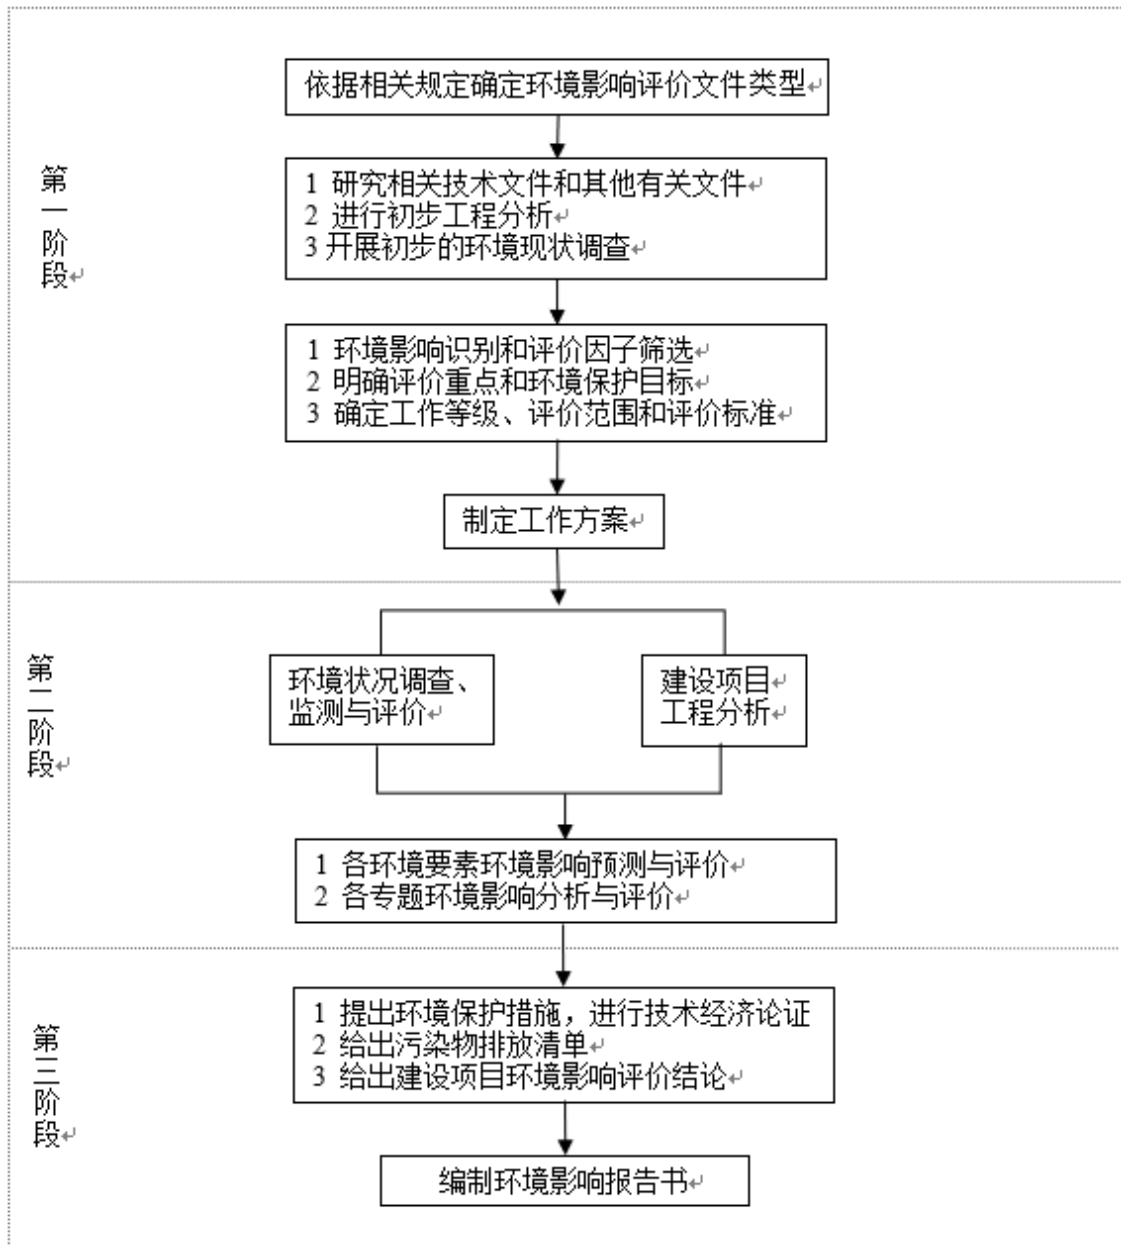 依据相关规定确定环境影响评价文件类型
第一阶段
1 研究相关技术文件和其他有关文件
2 进行初步工程分析
3 开展初步的环境现状调查
1 环境影响识别和评价因子筛选
2 明确评价重点和环境保护目标
3 确定工作等级、评价范围和评价标准
制定工作方案
第二阶段
环境状况调查、
监测与评价
建设项目
工程分析
1 各环境要素环境影响预测与评价
2 各专题环境影响分析与评价
第三阶段
1 提出环境保护措施，进行技术经济论证
2 给出污染物排放清单
3 给出建设项目环境影响评价结论
编制环境影响报告书